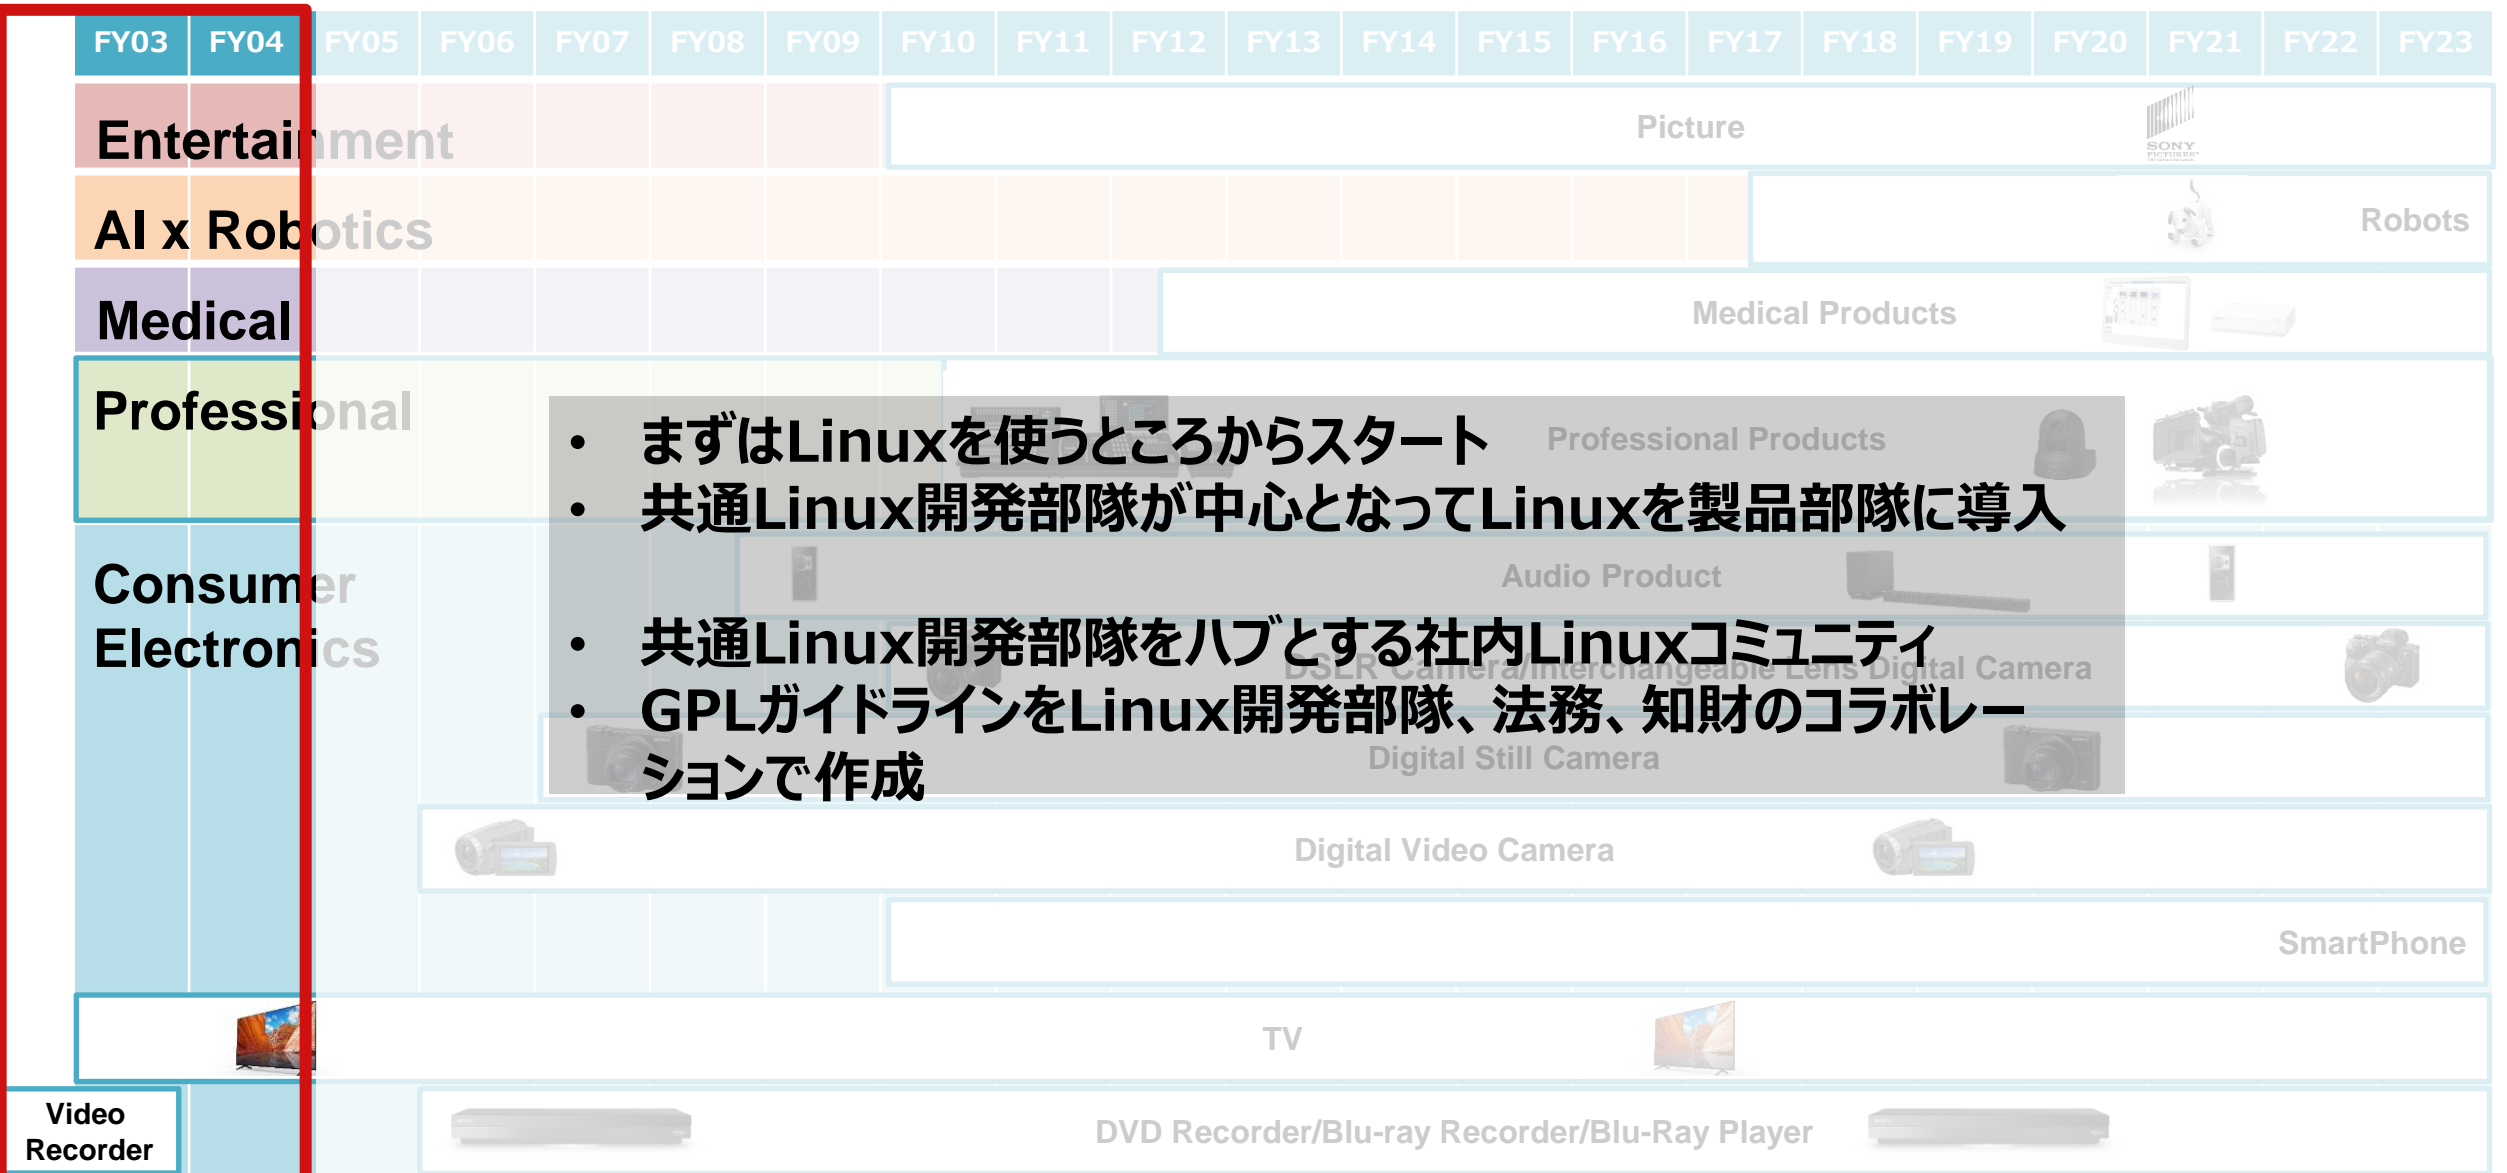 FY03 FY04 FY05 FY06 FY07 FY08 FY09 FY10 FY11 FY12 FY13 FY14 FY15 FY16 FY17 FY18 FY19 FY20 FY21 FY22 FY23
Entertainment
Picture
SONY
PICTURES
AI x Robotics
Robots
Medical
Medical Products
Professional
Professional Products
• まずはLinuxを使うところからスタート
• 共通Linux開発部隊が中心となってLinuxを製品部隊に導入
Consumer
Electronics
Audio Product
• 共通Linux開発部隊をハブとする社内Linuxコミュニティ
DSLR Camera/Interchangeable Lens Digital Camera
• GPLガイドラインをLinux開発部隊、法務、知財のコラボレー
ションで作成
Digital Still Camera
Digital Video Camera
SmartPhone
TV
Video
Recorder
DVD Recorder/Blu-ray Recorder/Blu-Ray Player